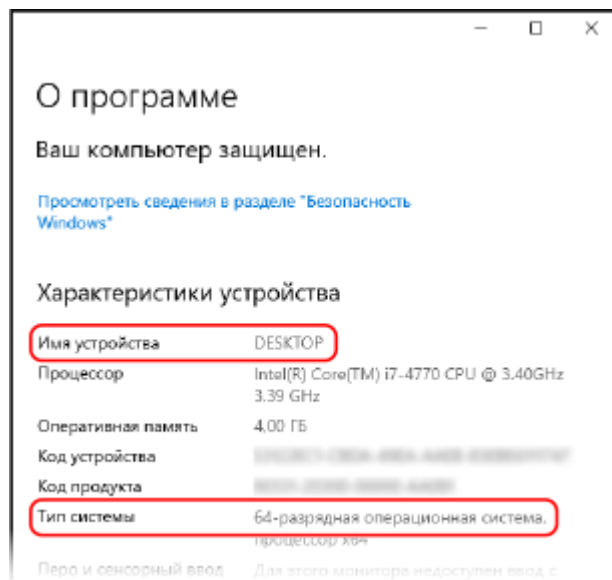 О программе
Ваш компьютер защищен.
Просмотреть сведения в разделе "Безопасность
Windows"
Характеристики устройства
Имя устройства DESKTOP
Процессор Intel(R) Core(TM) i7-4770 CPU @ 3.40GHz
3.39 GHz
Оперативная память 4,00 ГБ
Код устройства
Код продукта
Тип системы 64-разрядная операционная система,
процессор x64
Перо и сенсорный ввод Для этого монитора недоступен ввод с